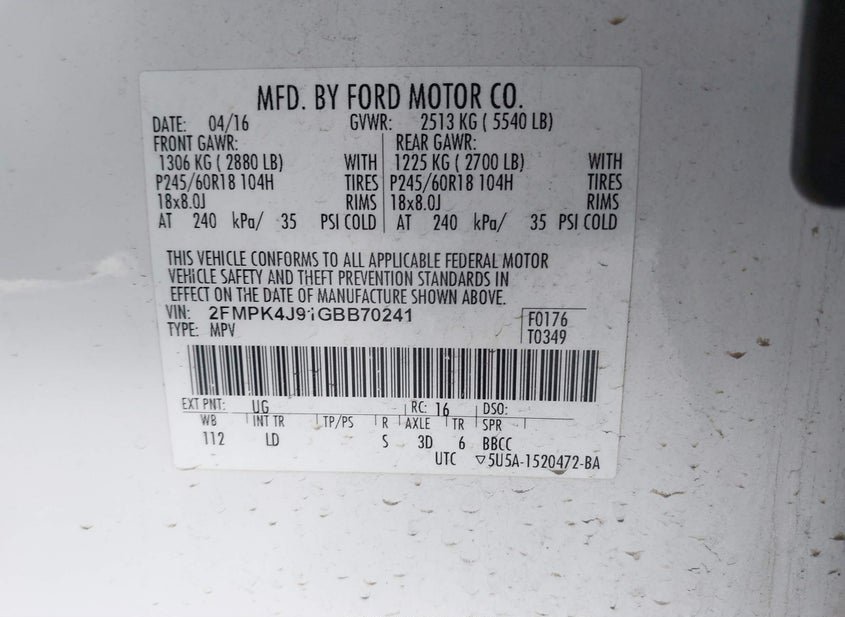 MFD. BY FORD MOTOR CO.
DATE: 04/16 GVWR: 2513 KG ( 5540 LB)
FRONT GAWR: REAR GAWR:
1306 KG ( 2880 LB) WITH 1225 KG ( 2700 LB) WITH
P245/60R18 104H TIRES P245/60R18 104H TIRES
18x8.0J RIMS 18x8.0J RIMS
AT 240 kPa/ 35 PSI COLD AT 240 kPa/ 35 PSI COLD
THIS VEHICLE CONFORMS TO ALL APPLICABLE FEDERAL MOTOR
VEHICLE SAFETY AND THEFT PREVENTION STANDARDS IN
EFFECT ON THE DATE OF MANUFACTURE SHOWN ABOVE.
VIN: 2FMPK4J91GBB70241 F0176
TYPE: MPV T0349
EXT PNT: UG RC: 16 DSO:
WB INT TR TP/PS R AXLE TR SPR
112 LD S 3D 6 BBCC
UTC ▽5U5A-1520472-BA